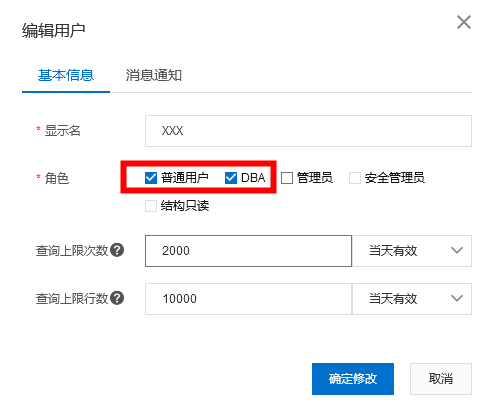 编辑用户
基本信息 消息通知
* 显示名 XXX
* 角色 普通用户 DBA 管理员 安全管理员
结构只读
查询上限次数 ? 2000 当天有效
查询上限行数 ? 10000 当天有效
确定修改 取消